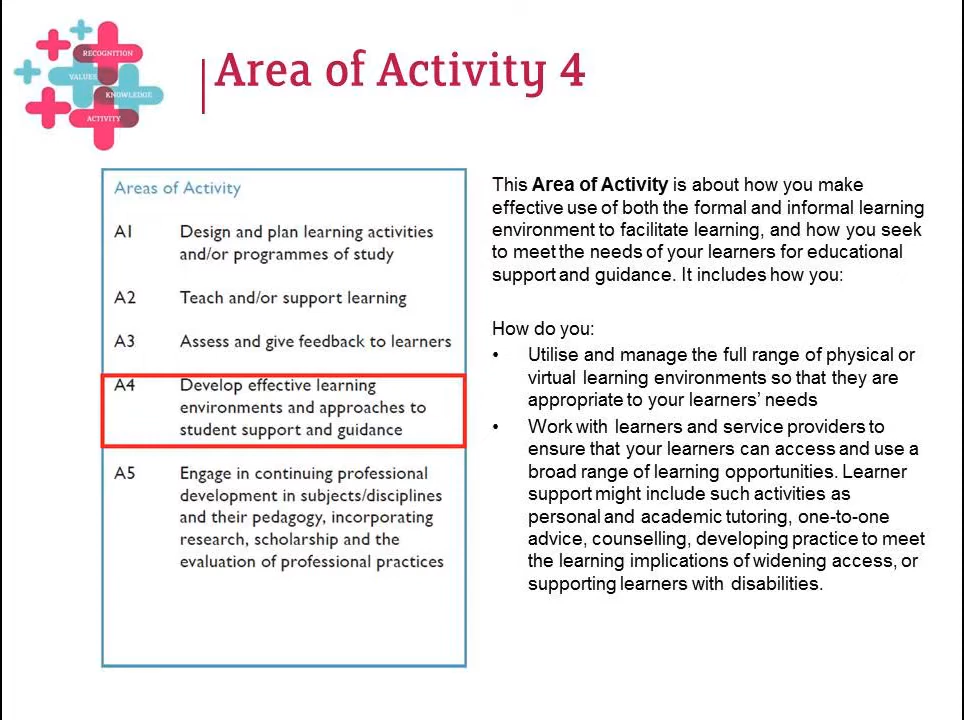 RECOGNITION
VALUES
KNOWLEDGE
ACTIVITY
Area of Activity 4
Areas of Activity
A1 Design and plan learning activities
and/or programmes of study
A2 Teach and/or support learning
A3 Assess and give feedback to learners
A4 Develop effective learning
environments and approaches to
student support and guidance
A5 Engage in continuing professional
development in subjects/disciplines
and their pedagogy, incorporating
research, scholarship and the
evaluation of professional practices
This Area of Activity is about how you make
effective use of both the formal and informal learning
environment to facilitate learning, and how you seek
to meet the needs of your learners for educational
support and guidance. It includes how you:
How do you:
• Utilise and manage the full range of physical or
virtual learning environments so that they are
appropriate to your learners’ needs
• Work with learners and service providers to
ensure that your learners can access and use a
broad range of learning opportunities. Learner
support might include such activities as
personal and academic tutoring, one-to-one
advice, counselling, developing practice to meet
the learning implications of widening access, or
supporting learners with disabilities.